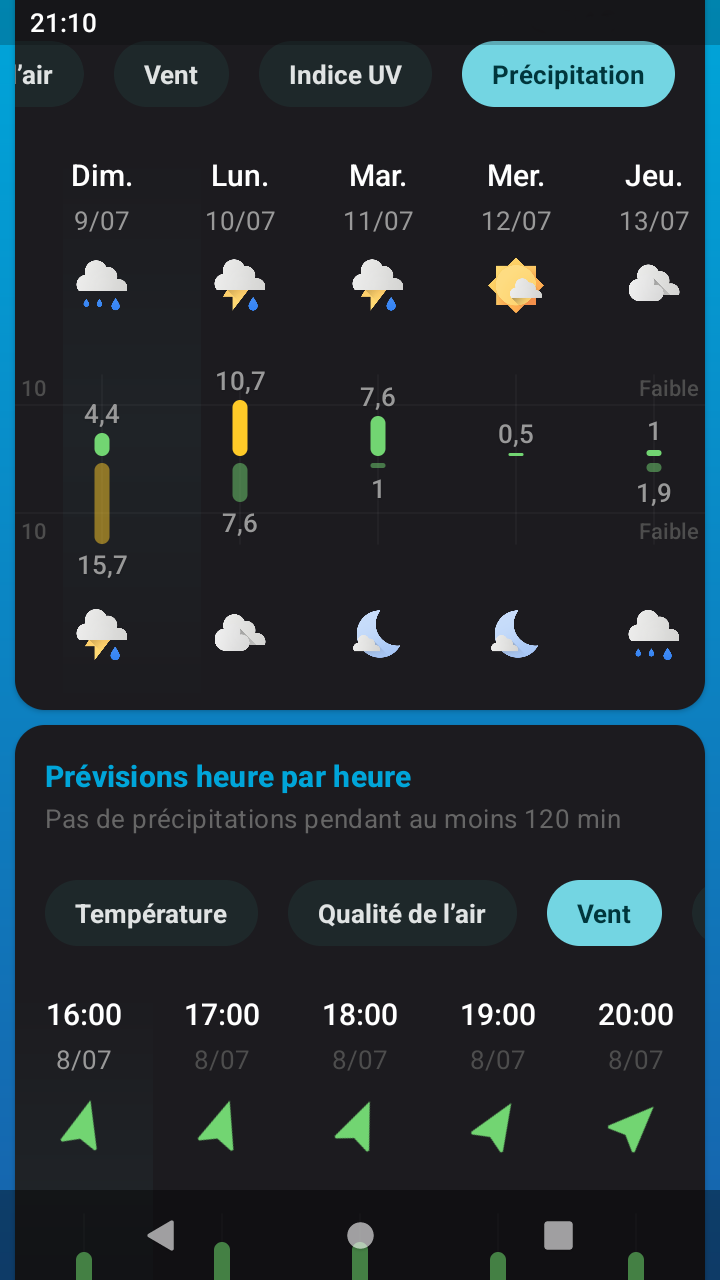 21:10
’air Vent Indice UV Précipitation
Dim. Lun. Mar. Mer. Jeu.
9/07 10/07 11/07 12/07 13/07
10,7
10 4,4 7,6 Faible
0,5 1
1 1,9
7,6
10 Faible
15,7
Prévisions heure par heure
Pas de précipitations pendant au moins 120 min
Température Qualité de l’air Vent
16:00 17:00 18:00 19:00 20:00
8/07 8/07 8/07 8/07 8/07